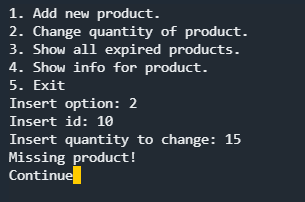 1. Add new product.
2. Change quantity of product.
3. Show all expired products.
4. Show info for product.
5. Exit
Insert option: 2
Insert id: 10
Insert quantity to change: 15
Missing product!
Continue